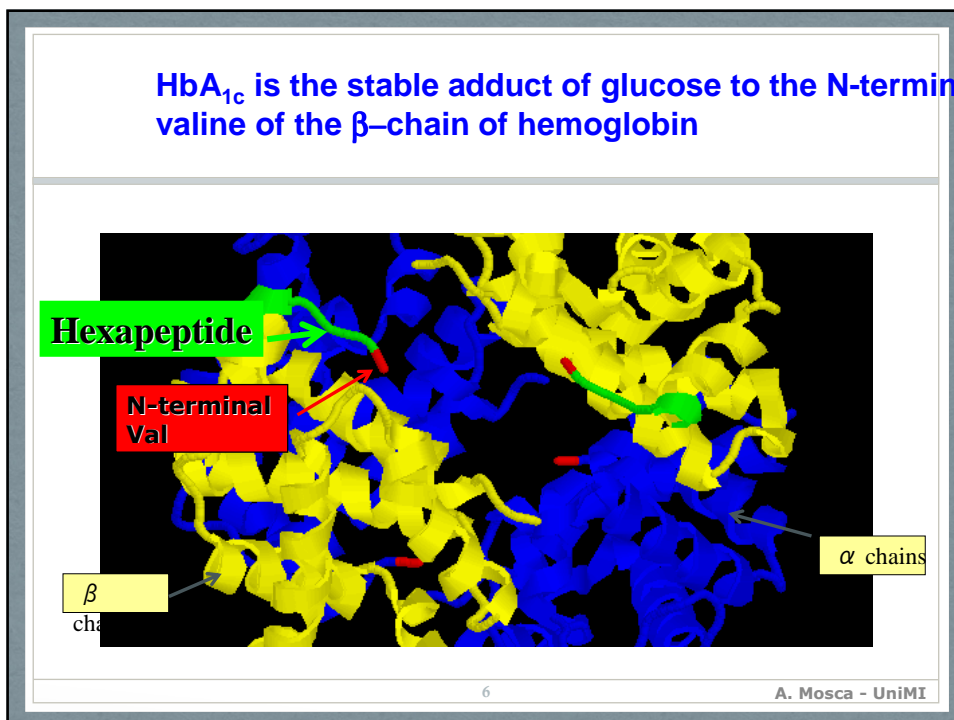 HbA1c is the stable adduct of glucose to the N-termin
valine of the β–chain of hemoglobin
Hexapeptide
N-terminal
Val
α chains
β
cha
6
A. Mosca - UniMI